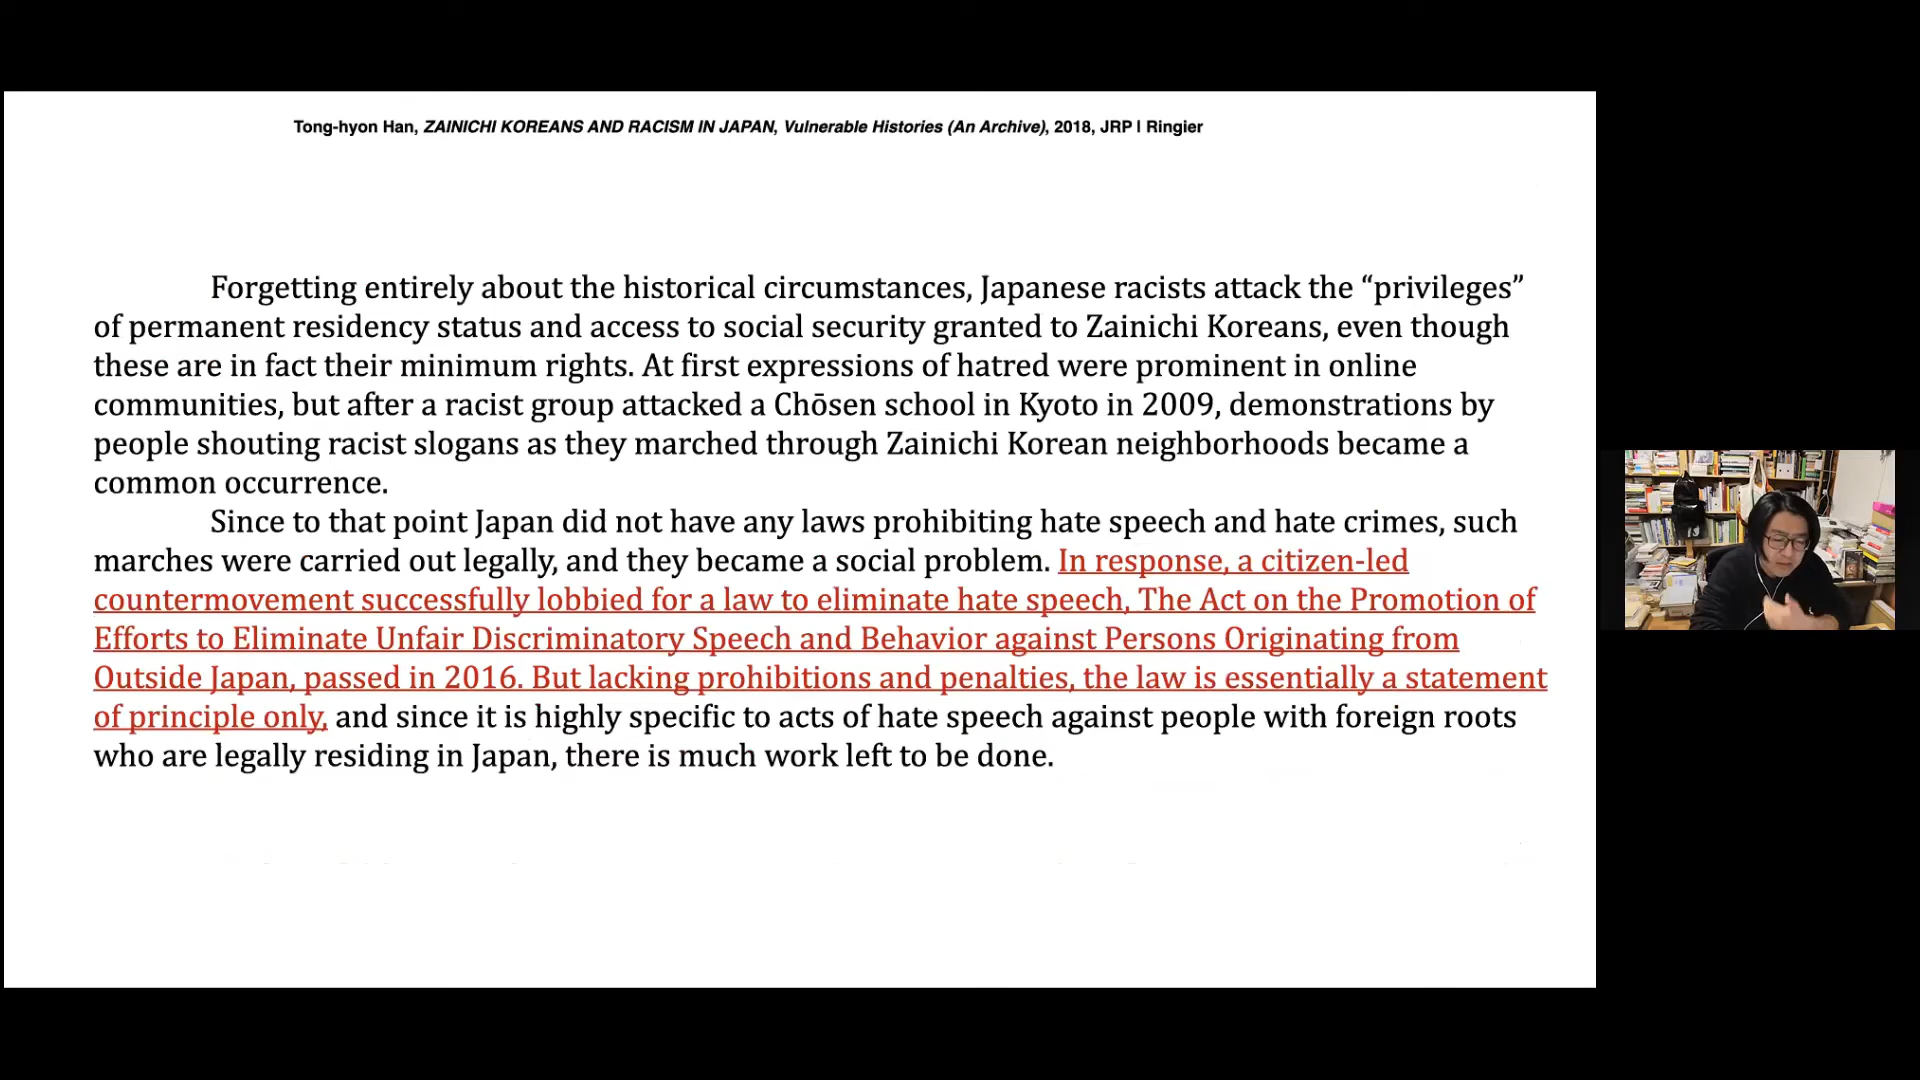 Tong-hyon Han, ZAINICHI KOREANS AND RACISM IN JAPAN, Vulnerable Histories (An Archive), 2018, JRP | Ringier
Forgetting entirely about the historical circumstances, Japanese racists attack the “privileges”
of permanent residency status and access to social security granted to Zainichi Koreans, even though
these are in fact their minimum rights. At first expressions of hatred were prominent in online
communities, but after a racist group attacked a Chōsen school in Kyoto in 2009, demonstrations by
people shouting racist slogans as they marched through Zainichi Korean neighborhoods became a
common occurrence.
Since to that point Japan did not have any laws prohibiting hate speech and hate crimes, such
marches were carried out legally, and they became a social problem. In response, a citizen-led
countermovement successfully lobbied for a law to eliminate hate speech, The Act on the Promotion of
Efforts to Eliminate Unfair Discriminatory Speech and Behavior against Persons Originating from
Outside Japan, passed in 2016. But lacking prohibitions and penalties, the law is essentially a statement
of principle only, and since it is highly specific to acts of hate speech against people with foreign roots
who are legally residing in Japan, there is much work left to be done.